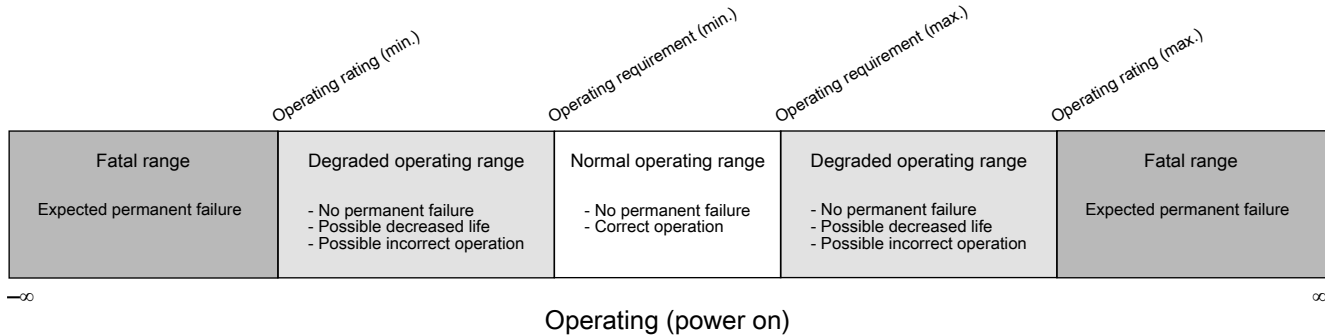 Operating rating (min.)
Operating requirement (min.)
Operating requirement (max.)
Operating rating (max.)
Fatal range
Expected permanent failure
Degraded operating range
- No permanent failure
- Possible decreased life
- Possible incorrect operation
Normal operating range
- No permanent failure
- Correct operation
Degraded operating range
- No permanent failure
- Possible decreased life
- Possible incorrect operation
Fatal range
Expected permanent failure
–∞
∞
Operating (power on)